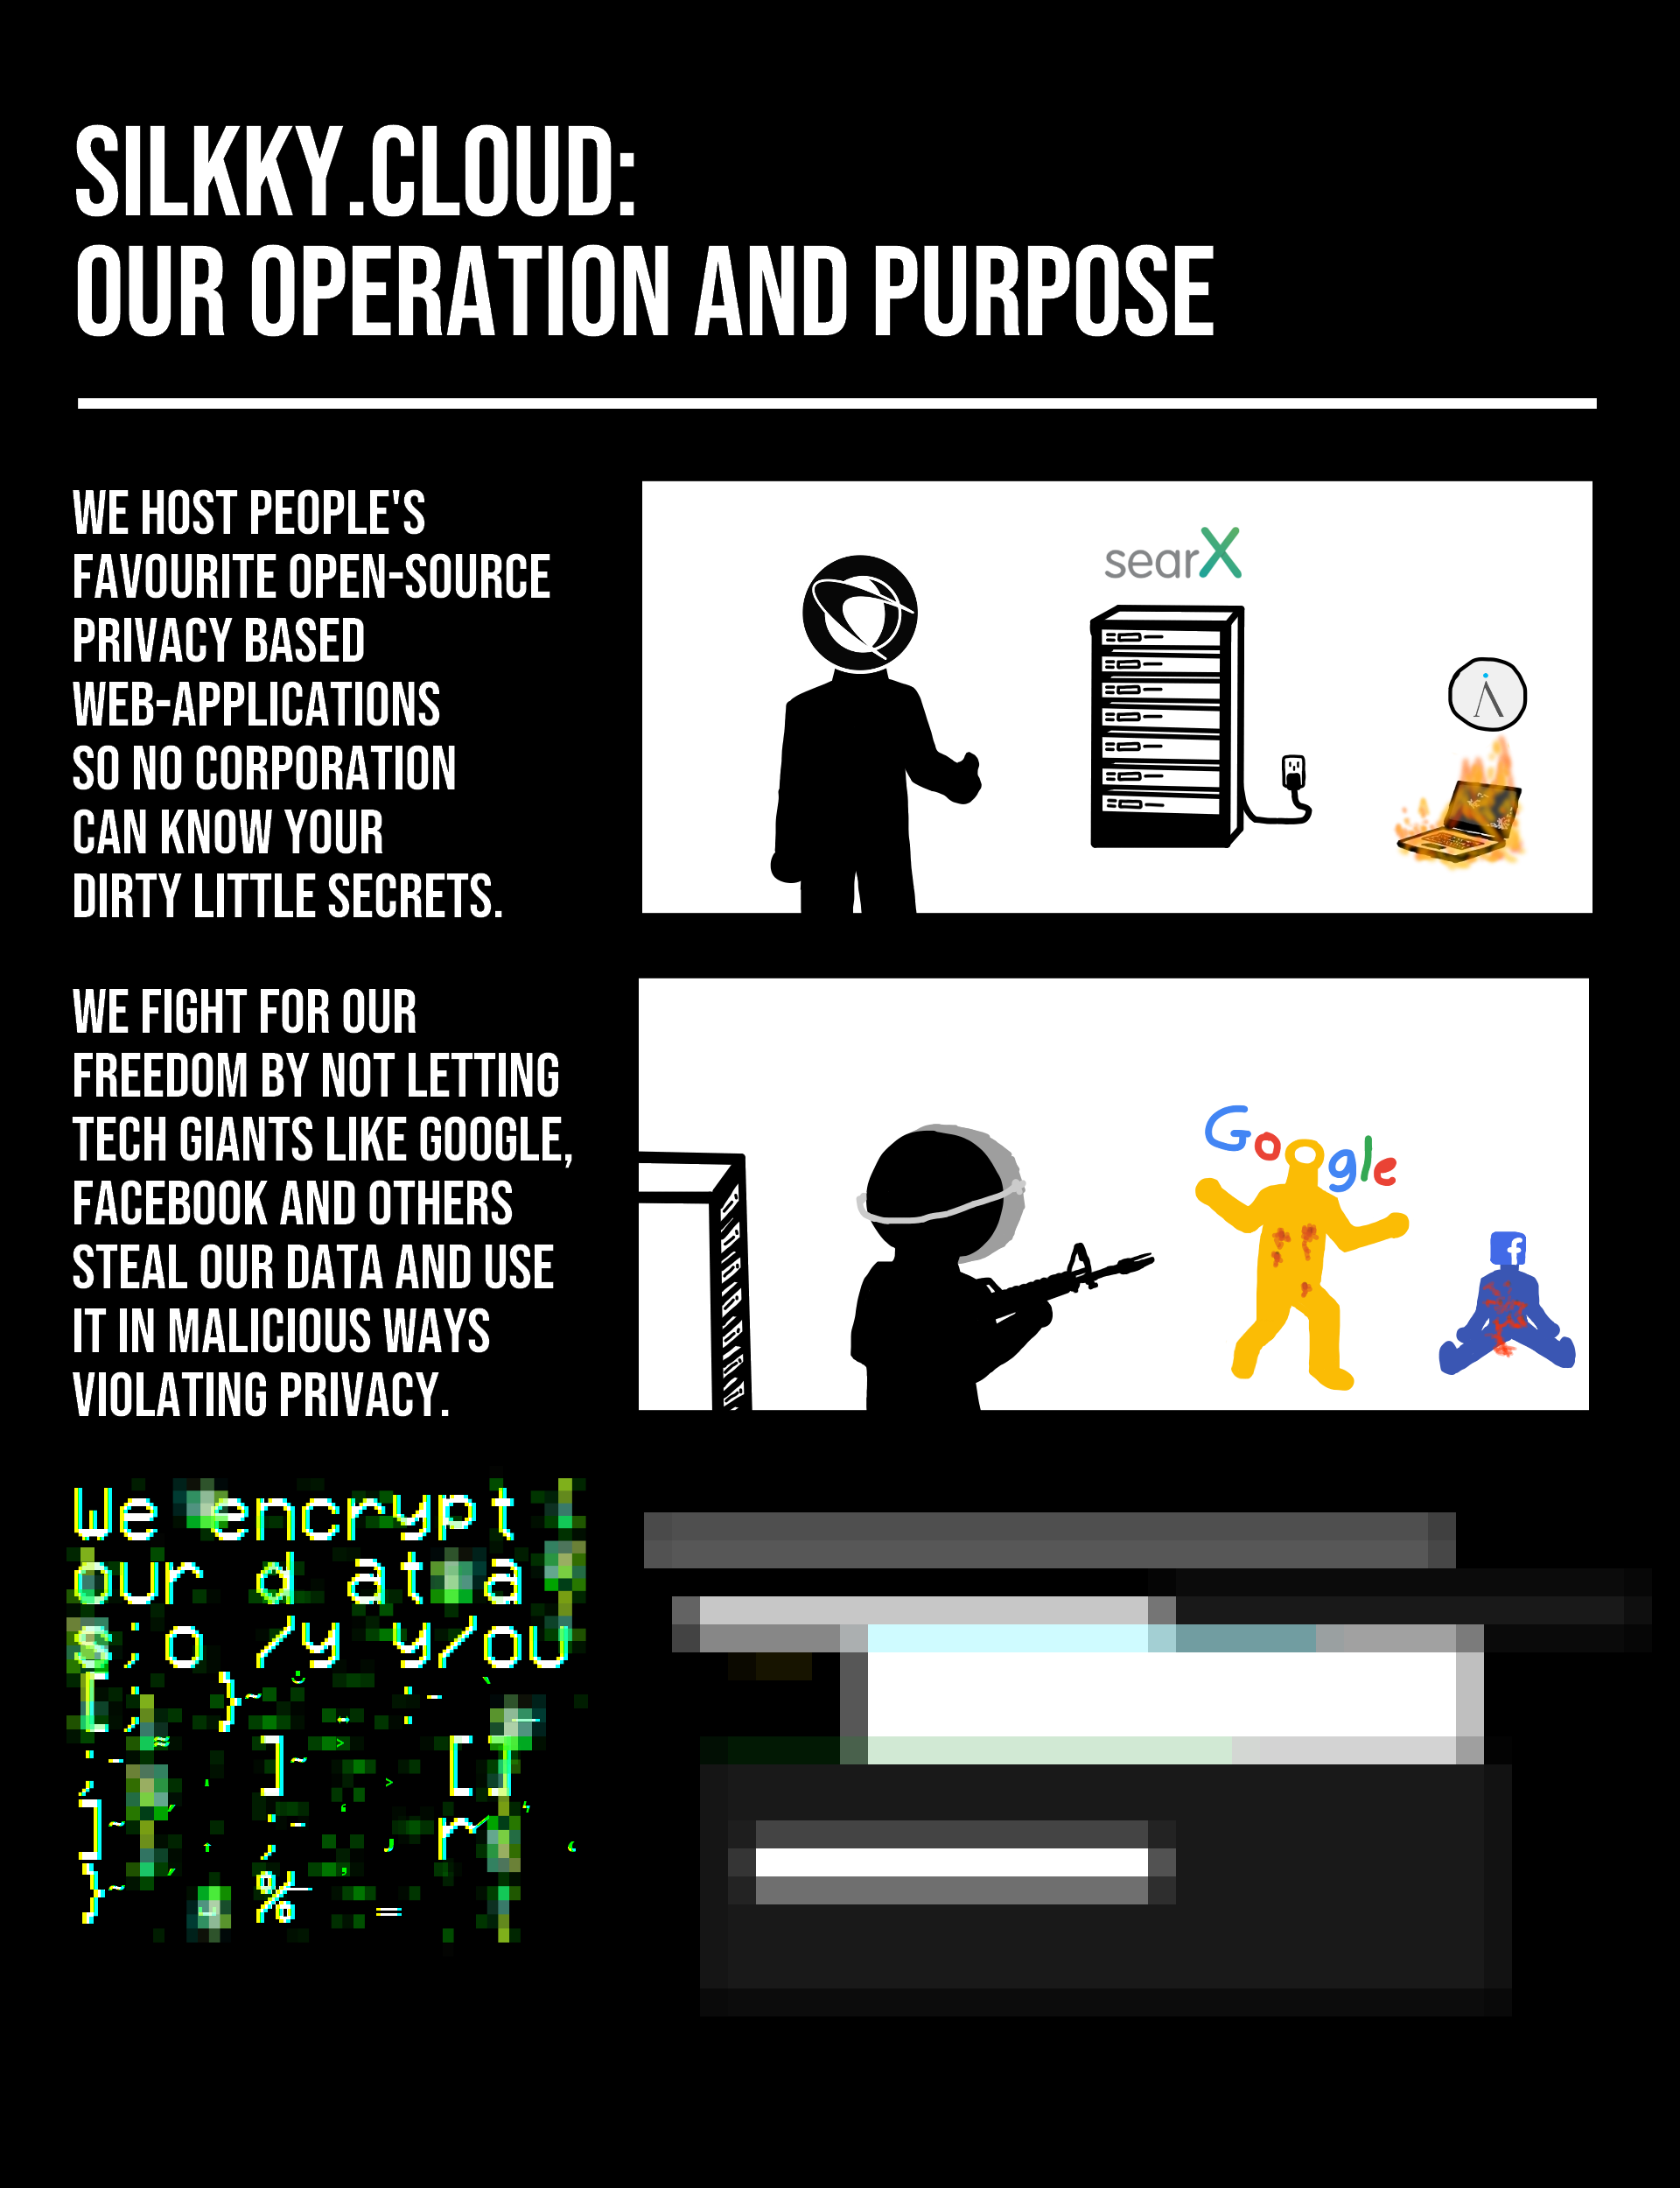 SILKKY.CLOUD:
OUR OPERATION AND PURPOSE
WE HOST PEOPLE'S
FAVOURITE OPEN-SOURCE
PRIVACY BASED
WEB-APPLICATIONS
SO NO CORPORATION
CAN KNOW YOUR
DIRTY LITTLE SECRETS.
searX
WE FIGHT FOR OUR
FREEDOM BY NOT LETTING
TECH GIANTS LIKE GOOGLE,
FACEBOOK AND OTHERS
STEAL OUR DATA AND USE
IT IN MALICIOUS WAYS
VIOLATING PRIVACY.
Google
f
We encrypt
our d at a
s; o /y y/ou